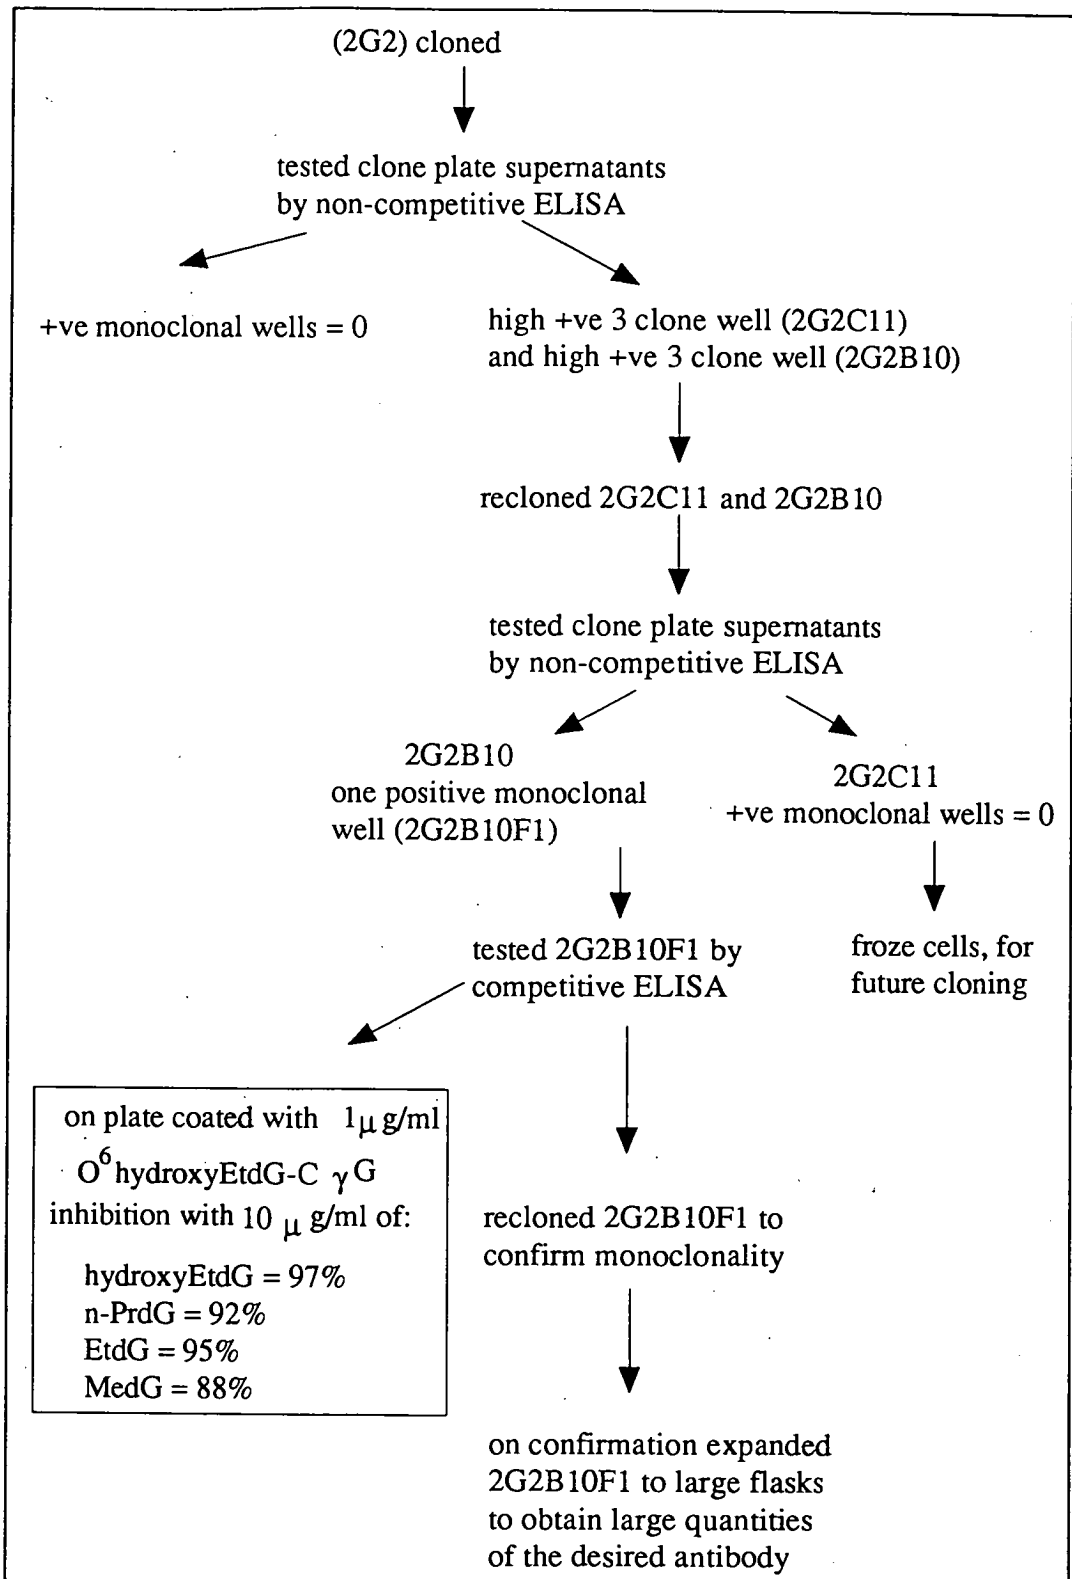 (2G2) cloned
tested clone plate supernatants
by non-competitive ELISA
+ve monoclonal wells = 0
high +ve 3 clone well (2G2C11)
and high +ve 3 clone well (2G2B10)
recloned 2G2C11 and 2G2B10
tested clone plate supernatants
by non-competitive ELISA
2G2B10
one positive monoclonal
well (2G2B10F1)
2G2C11
+ve monoclonal wells = 0
tested 2G2B10F1 by
competitive ELISA
froze cells, for
future cloning
on plate coated with 1μg/ml
O⁶hydroxyEtdG-C γG
inhibition with 10 μg/ml of:
hydroxyEtdG = 97%
n-PrdG = 92%
EtdG = 95%
MedG = 88%
recloned 2G2B10F1 to
confirm monoclonality
on confirmation expanded
2G2B10F1 to large flasks
to obtain large quantities
of the desired antibody